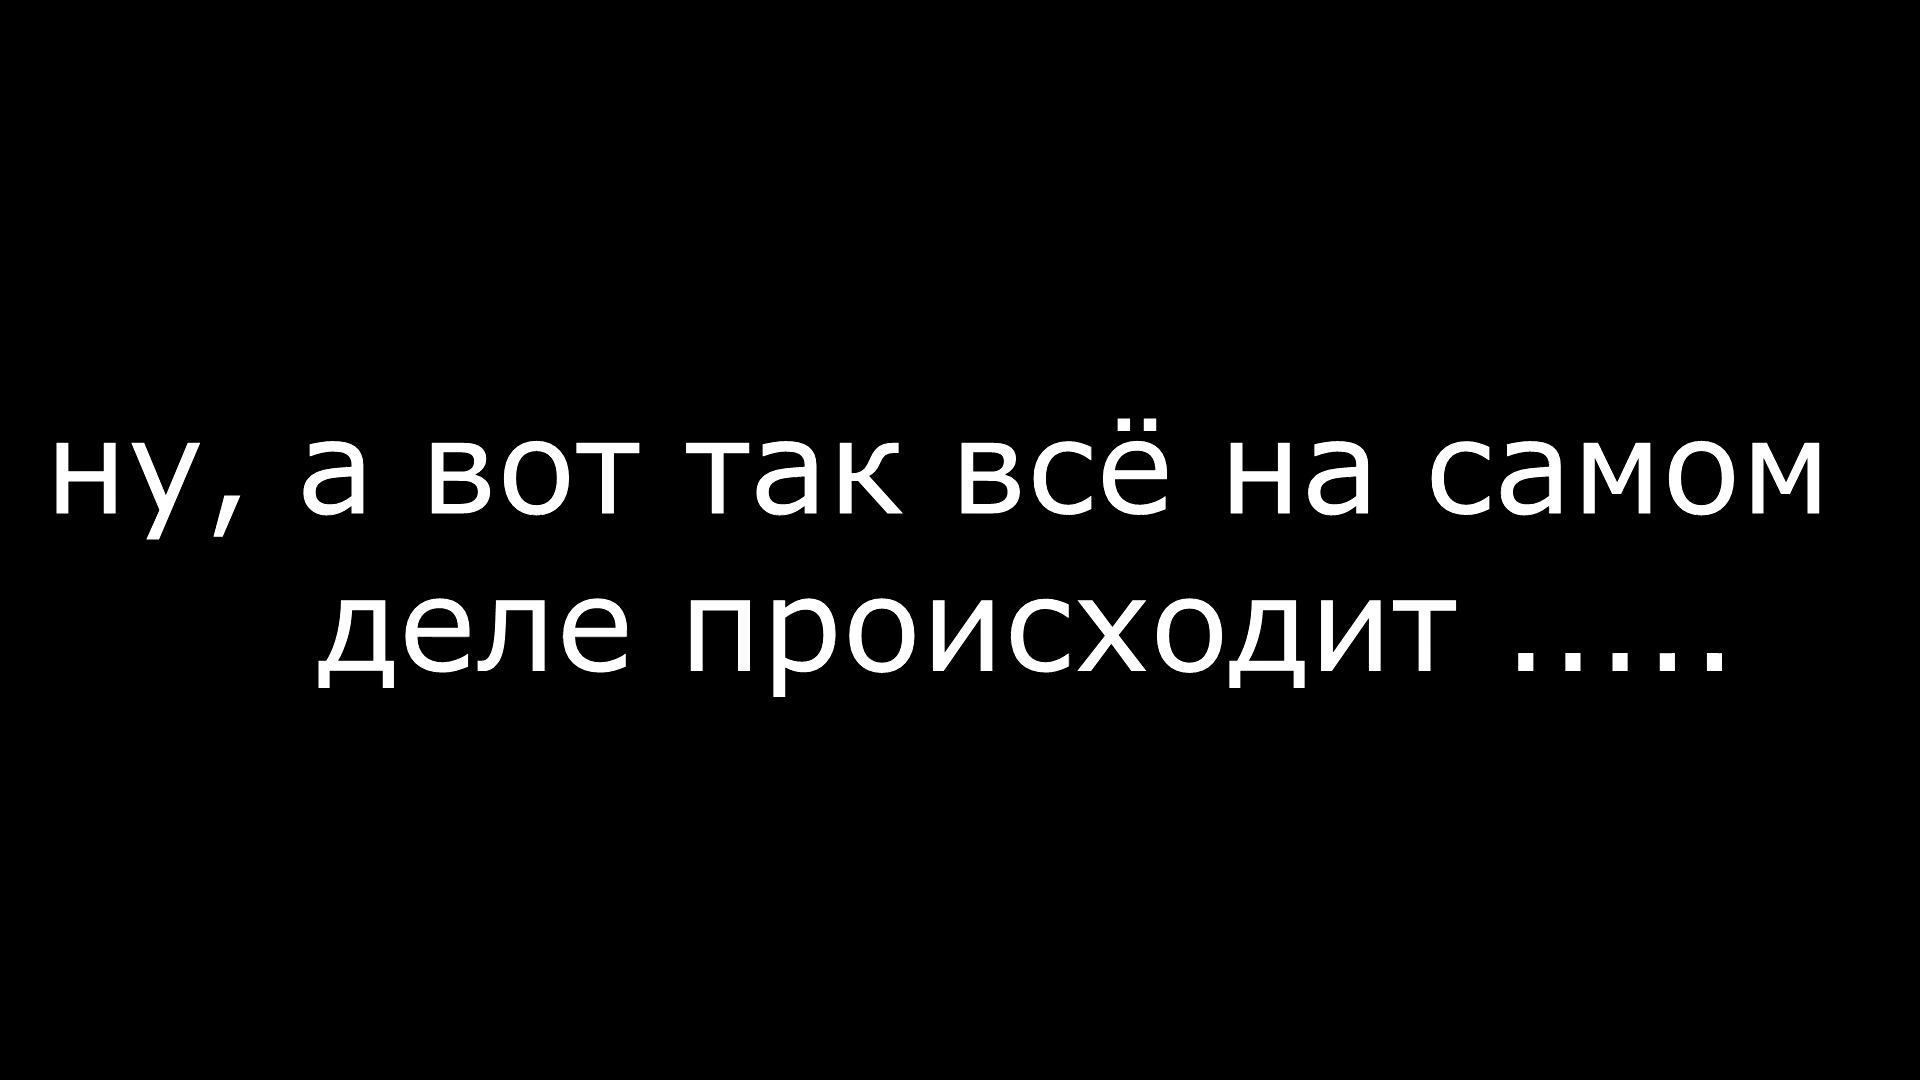 ну, а вот так всё на самом
деле происходит .....